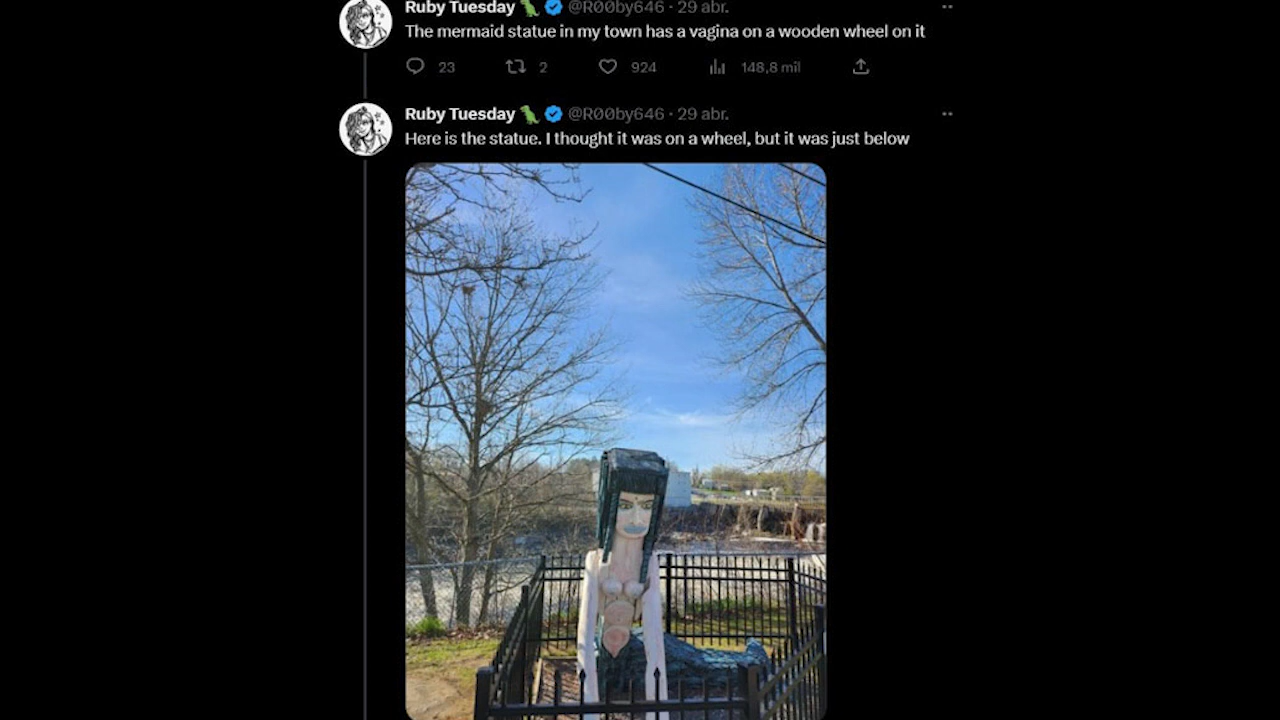 Ruby Tuesday 🦖 @R00by646 · 29 abr.
The mermaid statue in my town has a vagina on a wooden wheel on it
23 2 924 148,8 mil
Ruby Tuesday 🦖 @R00by646 · 29 abr.
Here is the statue. I thought it was on a wheel, but it was just below